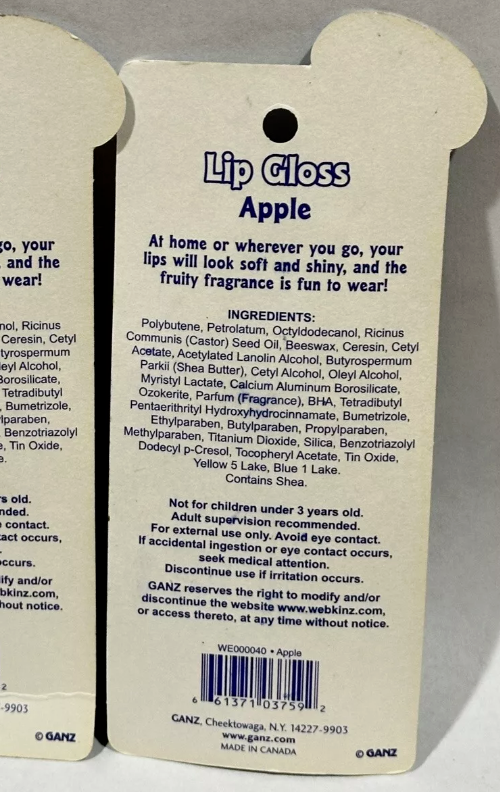 go, your
, and the
wear!
nol, Ricinus
Ceresin, Cetyl
tyrospermum
leyl Alcohol,
Borosilicate,
Tetradibutyl
, Bumetrizole,
ylparaben,
Benzotriazolyl
e, Tin Oxide,
e.
rs old.
nded.
e contact.
tact occurs,
occurs.
ify and/or
bkinz.com,
hout notice.
2
-9903
© GANZ
Lip Gloss
Apple
At home or wherever you go, your
lips will look soft and shiny, and the
fruity fragrance is fun to wear!
INGREDIENTS:
Polybutene, Petrolatum, Octyldodecanol, Ricinus
Communis (Castor) Seed Oil, Beeswax, Ceresin, Cetyl
Acetate, Acetylated Lanolin Alcohol, Butyrospermum
Parkii (Shea Butter), Cetyl Alcohol, Oleyl Alcohol,
Myristyl Lactate, Calcium Aluminum Borosilicate,
Ozokerite, Parfum (Fragrance), BHA, Tetradibutyl
Pentaerithrityl Hydroxyhydrocinnamate, Bumetrizole,
Ethylparaben, Butylparaben, Propylparaben,
Methylparaben, Titanium Dioxide, Silica, Benzotriazolyl
Dodecyl p-Cresol, Tocopheryl Acetate, Tin Oxide,
Yellow 5 Lake, Blue 1 Lake.
Contains Shea.
Not for children under 3 years old.
Adult supervision recommended.
For external use only. Avoid eye contact.
If accidental ingestion or eye contact occurs,
seek medical attention.
Discontinue use if irritation occurs.
GANZ reserves the right to modify and/or
discontinue the website www.webkinz.com,
or access thereto, at any time without notice.
WE000040 • Apple
6 61371 03759 2
GANZ, Cheektowaga, N.Y. 14227-9903
www.ganz.com
MADE IN CANADA
© GANZ